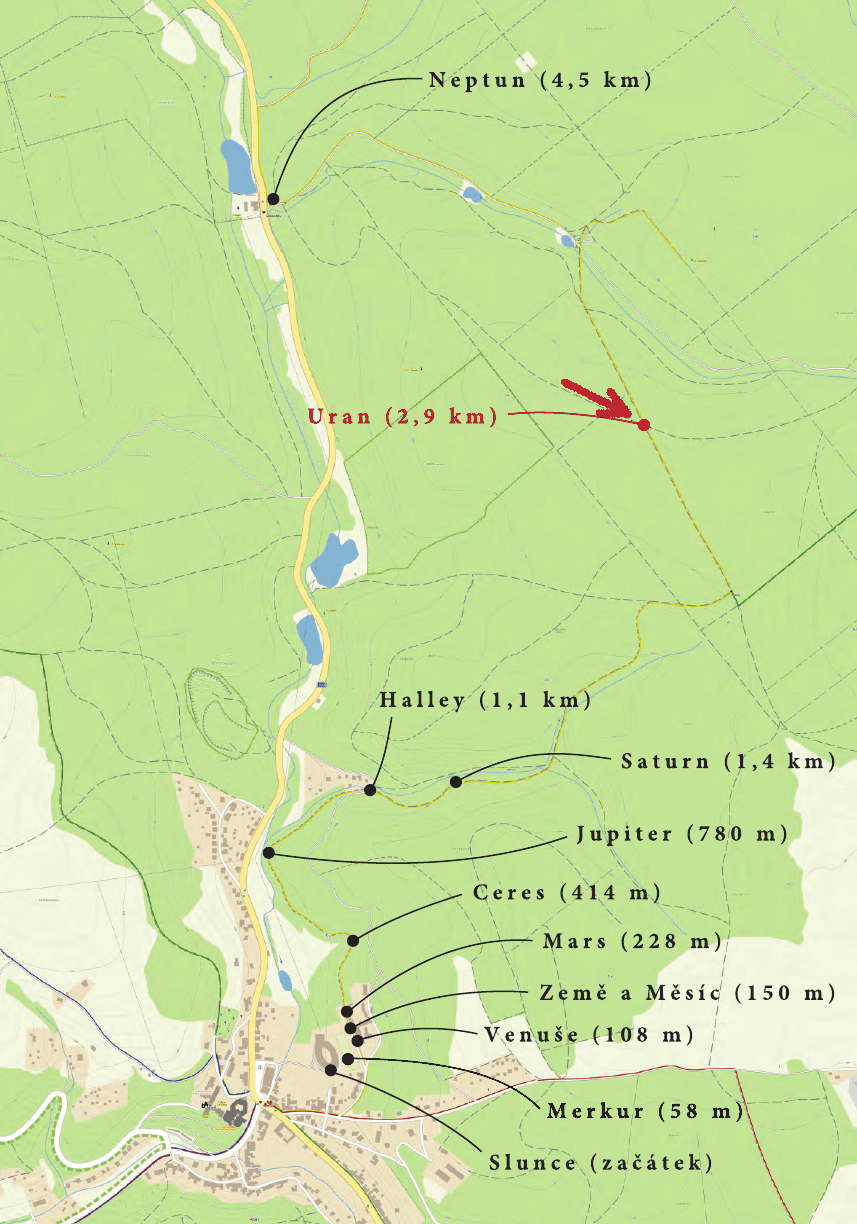 Neptun (4,5 km)
Uran (2,9 km)
Halley (1,1 km)
Saturn (1,4 km)
Jupiter (780 m)
Ceres (414 m)
Mars (228 m)
Země a Měsíc (150 m)
Venuše (108 m)
Merkur (58 m)
Slunce (začátek)